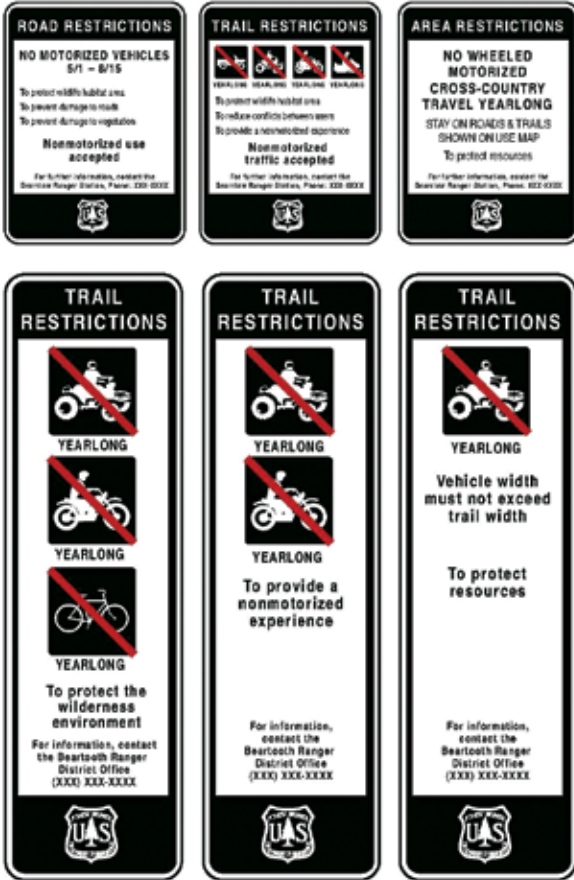 ROAD RESTRICTIONS
NO MOTORIZED VEHICLES
5/1 – 6/15
To protect wildlife habitat area
To prevent damage to roads
To prevent damage to vegetation
Nonmotorized use
accepted
For further information, contact the
Ranger Station, Phone: XXX-XXXX
TRAIL RESTRICTIONS
YEARLONG YEARLONG YEARLONG YEARLONG
To protect wildlife habitat area
To reduce conflicts between users
To provide a nonmotorized experience
Nonmotorized
traffic accepted
For further information, contact the
Ranger Station, Phone: XXX-XXXX
AREA RESTRICTIONS
NO WHEELED
MOTORIZED
CROSS-COUNTRY
TRAVEL YEARLONG
STAY ON ROADS & TRAILS
SHOWN ON USE MAP
To protect resources
For further information, contact the
Ranger Station, Phone: XXX-XXXX
TRAIL
RESTRICTIONS
YEARLONG
YEARLONG
YEARLONG
To protect the
wilderness
environment
For information, contact
the Beartooth Ranger
District Office
(XXX) XXX-XXXX
U S
TRAIL
RESTRICTIONS
YEARLONG
YEARLONG
To provide a
nonmotorized
experience
For information,
contact the
Beartooth Ranger
District Office
(XXX) XXX-XXXX
U S
TRAIL
RESTRICTIONS
YEARLONG
Vehicle width
must not exceed
trail width
To protect
resources
For information,
contact the
Beartooth Ranger
District Office
(XXX) XXX-XXXX
U S